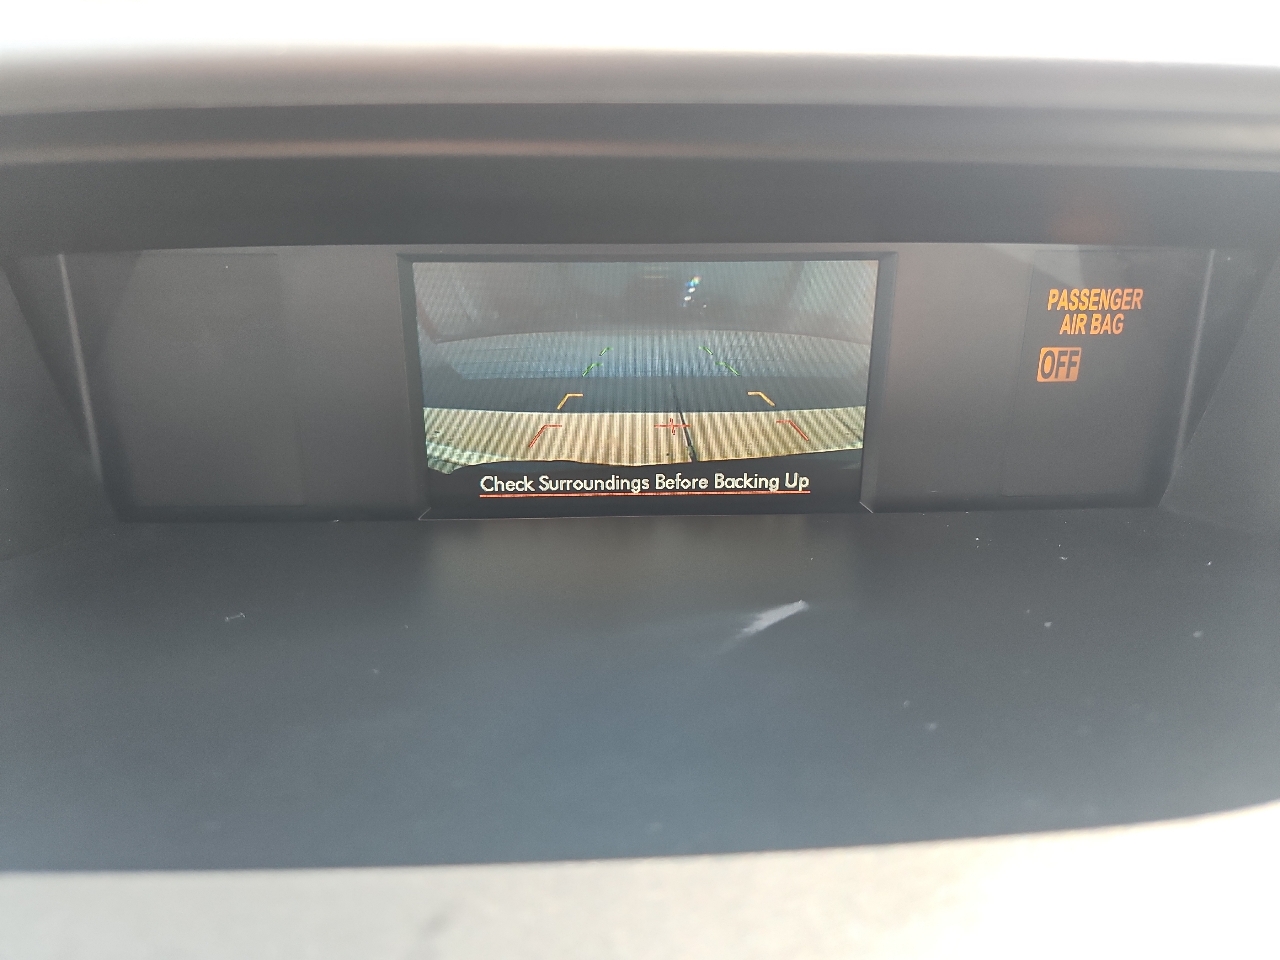 PASSENGER
AIR BAG
OFF
Check Surroundings Before Backing Up